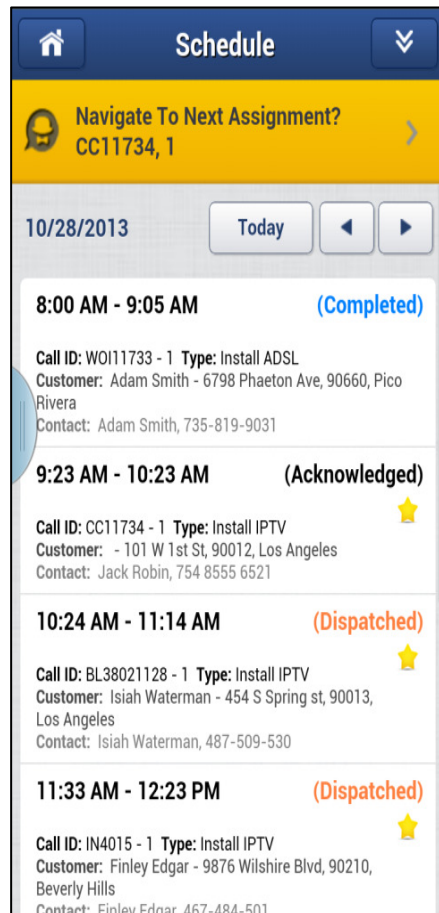 Schedule
Navigate To Next Assignment?
CC11734, 1
10/28/2013 Today
8:00 AM - 9:05 AM (Completed)
Call ID: WOI11733 - 1 Type: Install ADSL
Customer: Adam Smith - 6798 Phaeton Ave, 90660, Pico
Rivera
Contact: Adam Smith, 735-819-9031
9:23 AM - 10:23 AM (Acknowledged)
Call ID: CC11734 - 1 Type: Install IPTV
Customer: - 101 W 1st St, 90012, Los Angeles
Contact: Jack Robin, 754 8555 6521
10:24 AM - 11:14 AM (Dispatched)
Call ID: BL38021128 - 1 Type: Install IPTV
Customer: Isiah Waterman - 454 S Spring st, 90013,
Los Angeles
Contact: Isiah Waterman, 487-509-530
11:33 AM - 12:23 PM (Dispatched)
Call ID: IN4015 - 1 Type: Install IPTV
Customer: Finley Edgar - 9876 Wilshire Blvd, 90210,
Beverly Hills
Contact: Finley Edgar, 467-484-501